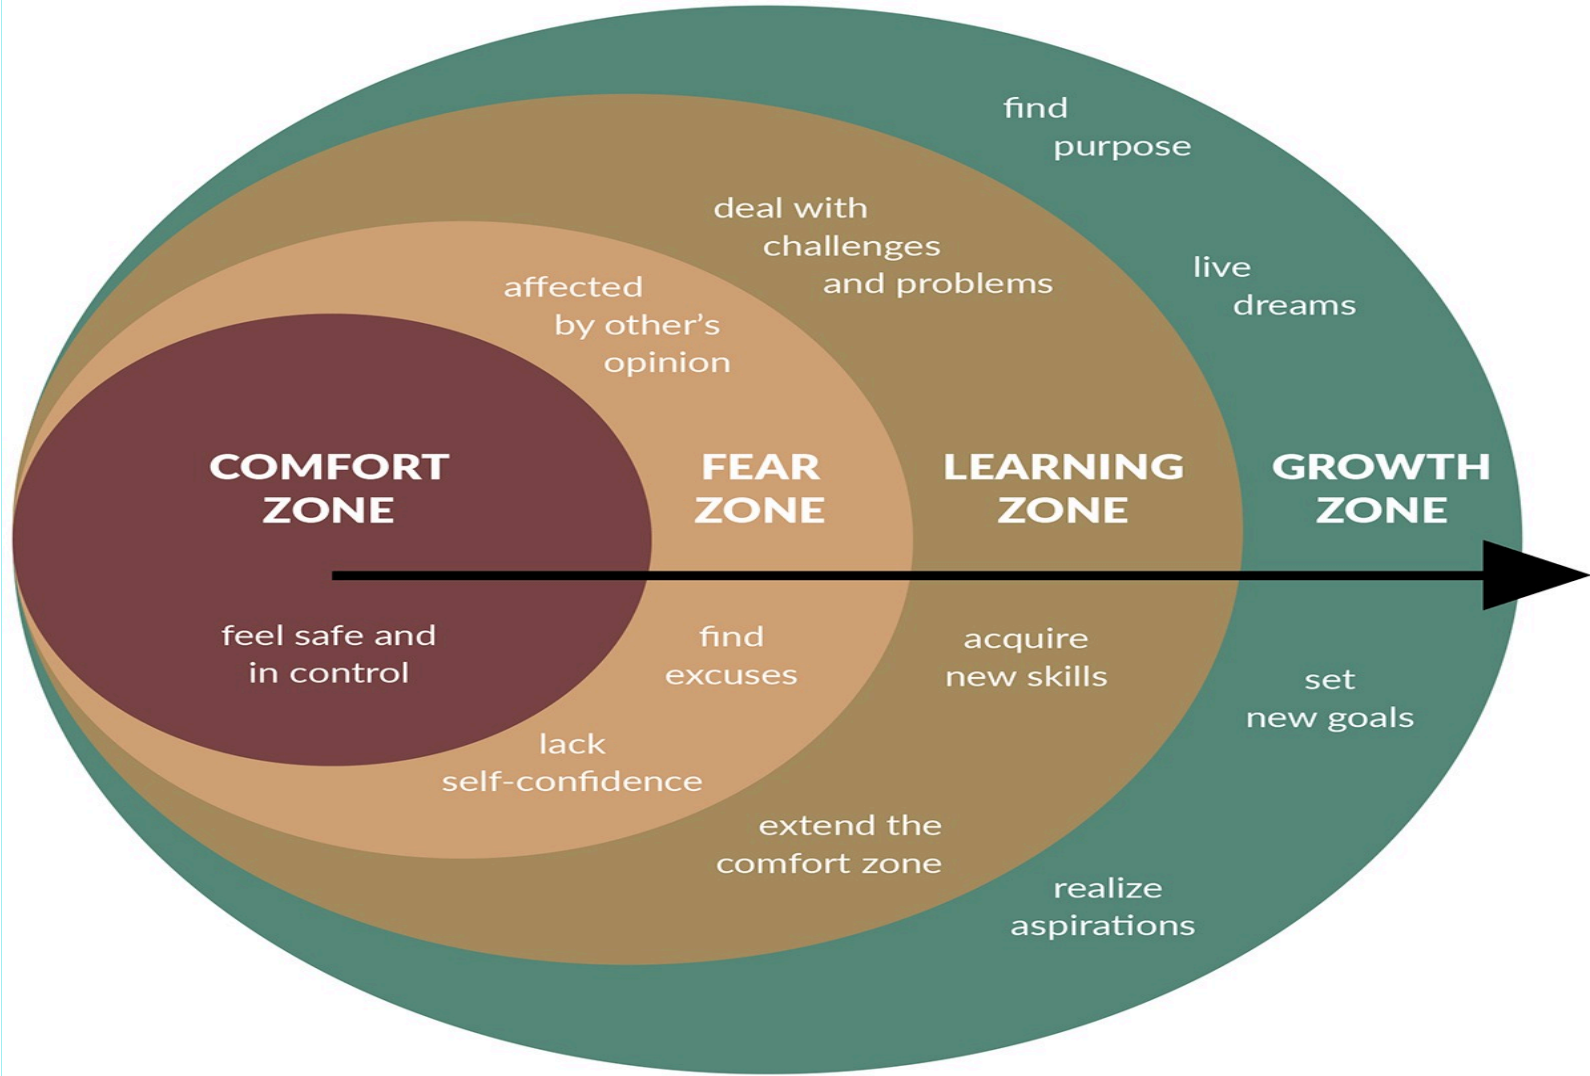 COMFORT
ZONE
feel safe and
in control
affected
by other’s
opinion
FEAR
ZONE
find
excuses
lack
self-confidence
deal with
challenges
and problems
LEARNING
ZONE
acquire
new skills
extend the
comfort zone
find
purpose
live
dreams
GROWTH
ZONE
set
new goals
realize
aspirations